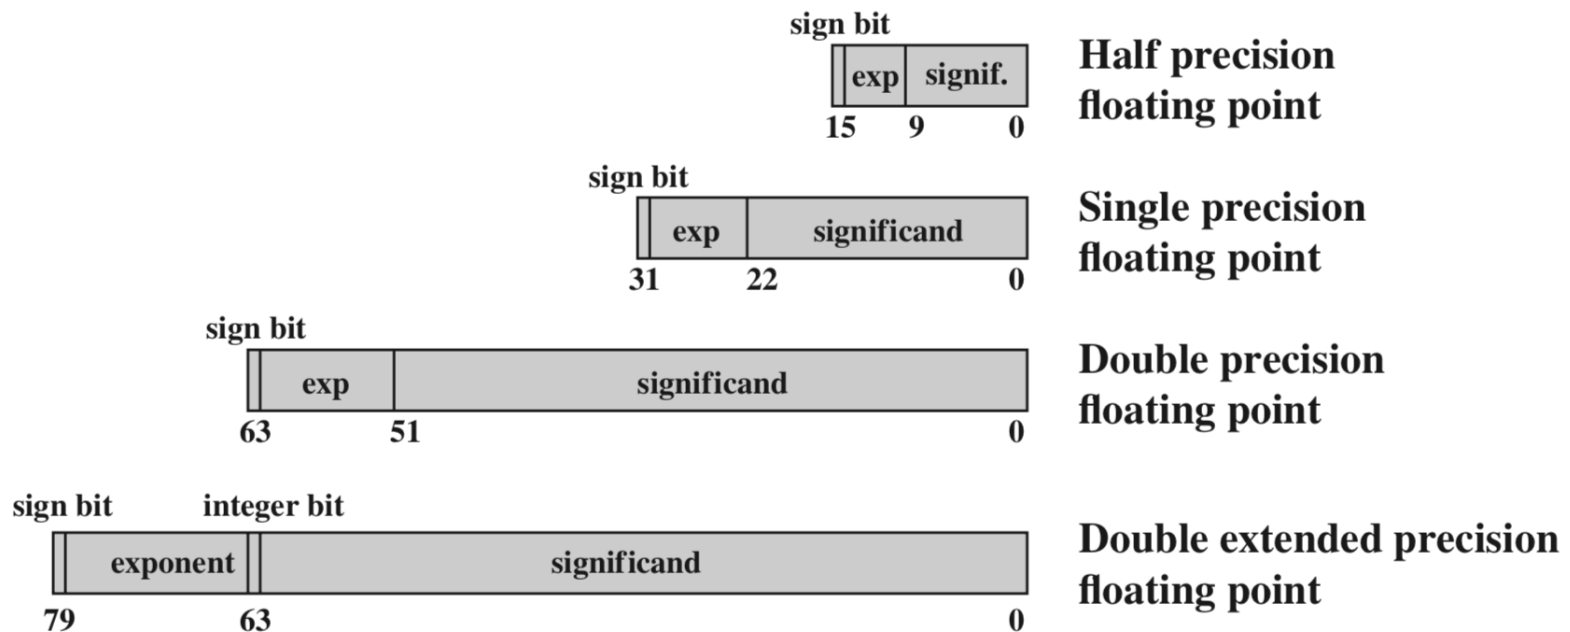 sign bit
exp signif.
15 9 0
Half precision
floating point
sign bit
exp significand
31 22 0
Single precision
floating point
sign bit
exp significand
63 51 0
Double precision
floating point
sign bit integer bit
exponent significand
79 63 0
Double extended precision
floating point